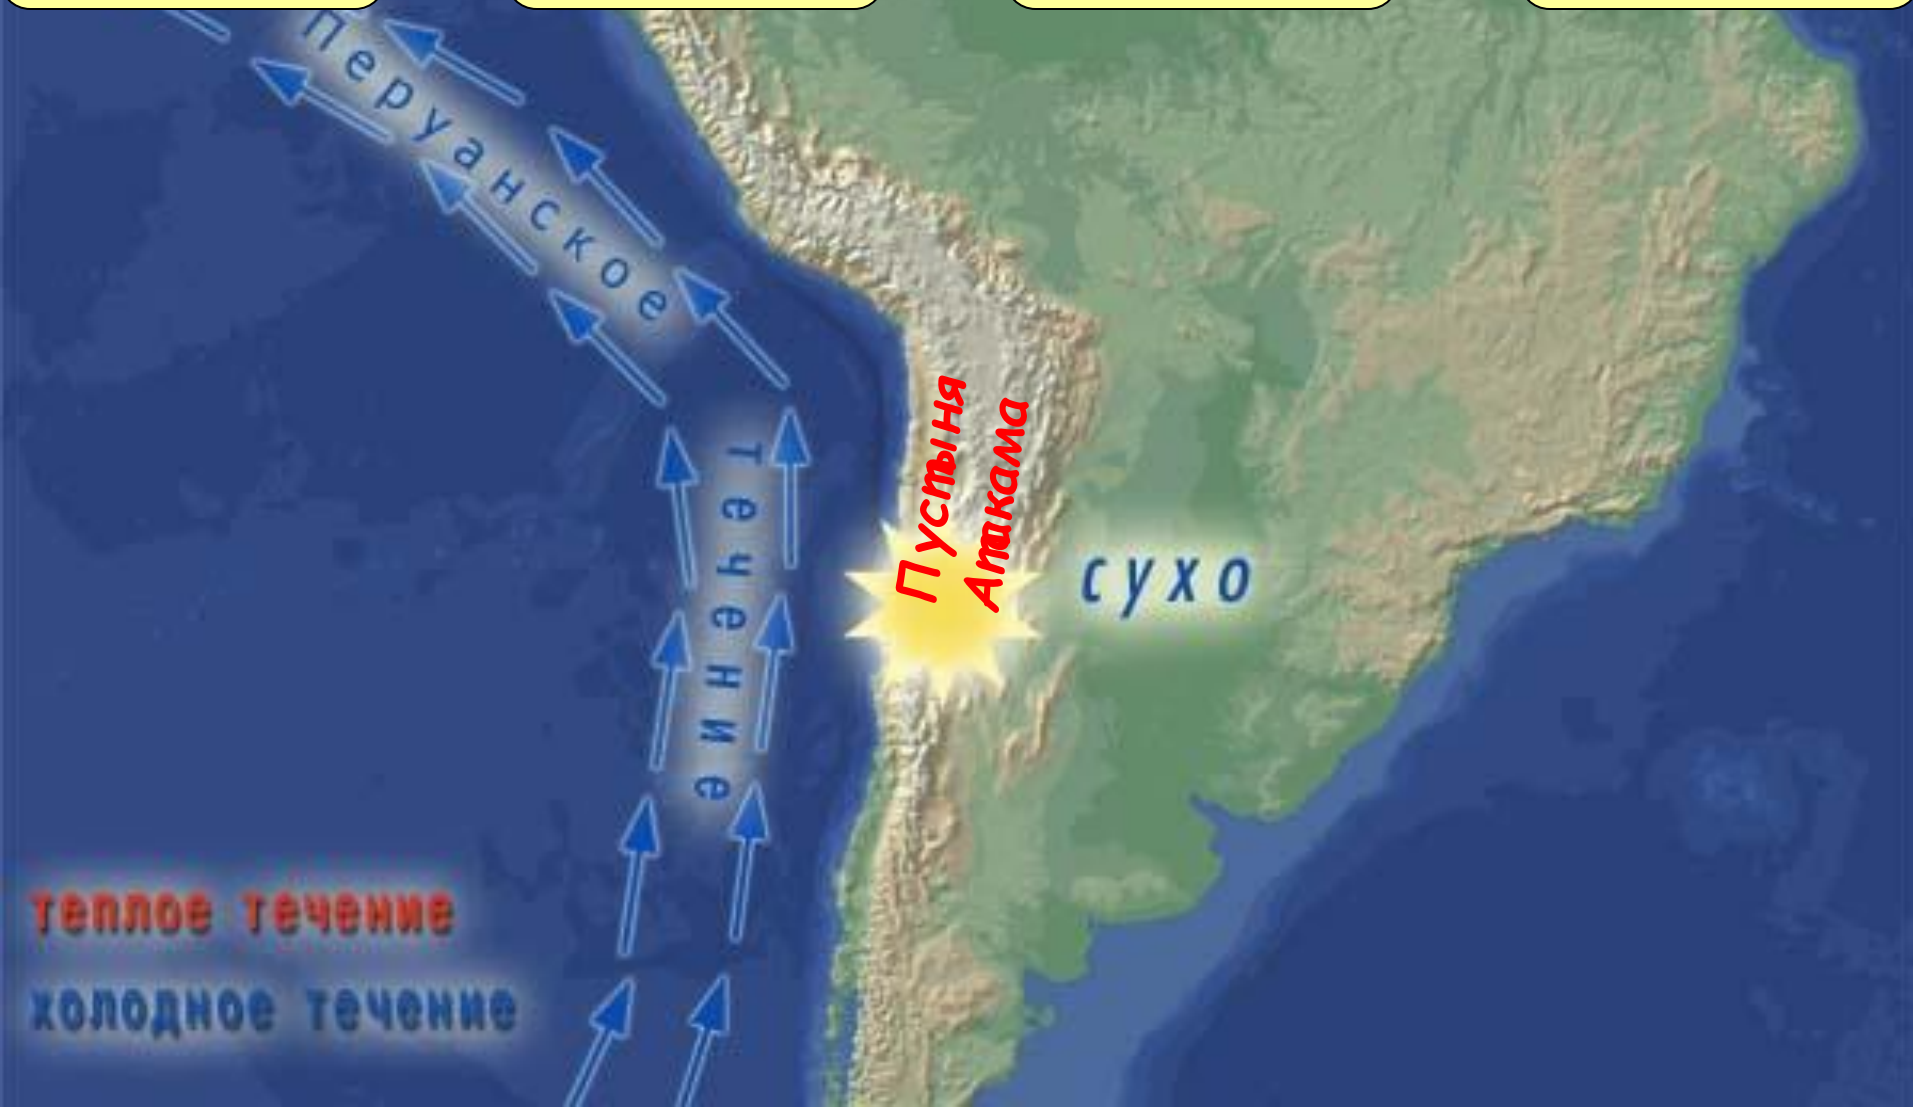 Перуанское
течение
Пустыня
Атакама
сухо
теплое течение
холодное течение